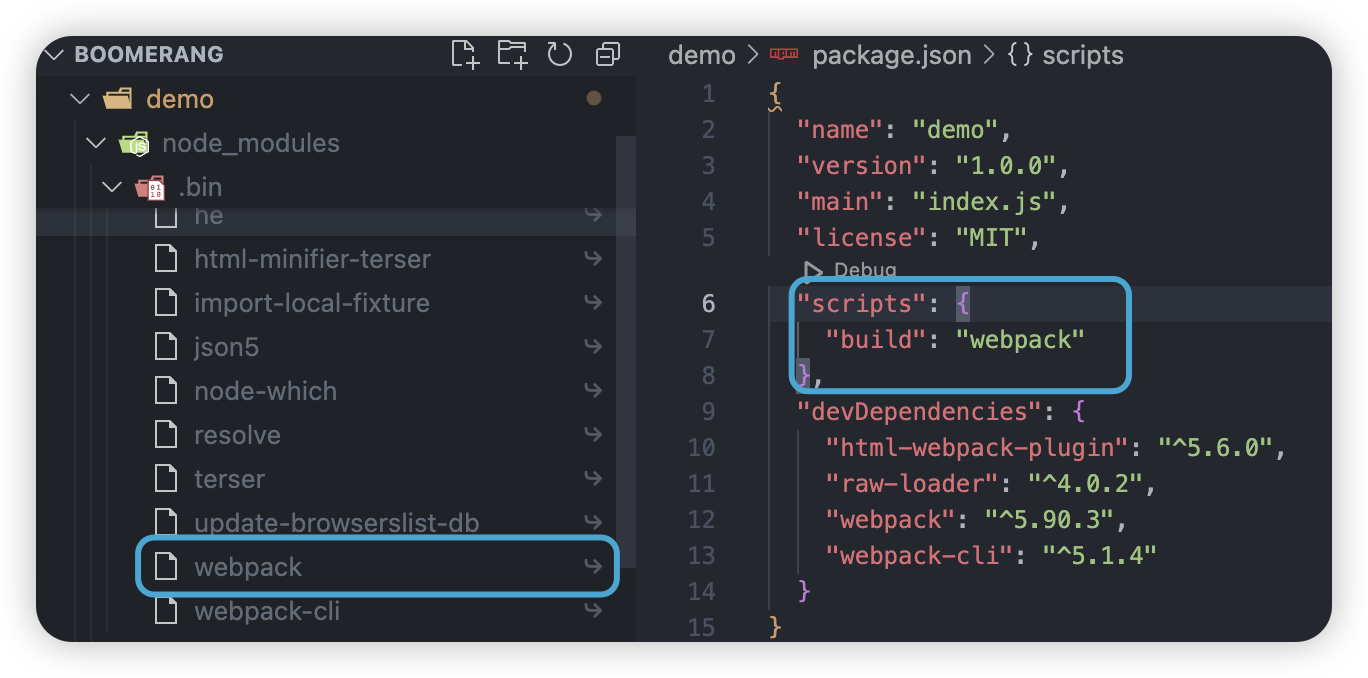 BOOMERANG
demo
node_modules
.bin
he
html-minifier-terser
import-local-fixture
json5
node-which
resolve
terser
update-browserslist-db
webpack
webpack-cli
demo > package.json > {} scripts
1 {
2 "name": "demo",
3 "version": "1.0.0",
4 "main": "index.js",
5 "license": "MIT",
Debug
6 "scripts": {
7 "build": "webpack"
8 },
9 "devDependencies": {
10 "html-webpack-plugin": "^5.6.0",
11 "raw-loader": "^4.0.2",
12 "webpack": "^5.90.3",
13 "webpack-cli": "^5.1.4"
14 }
15 }